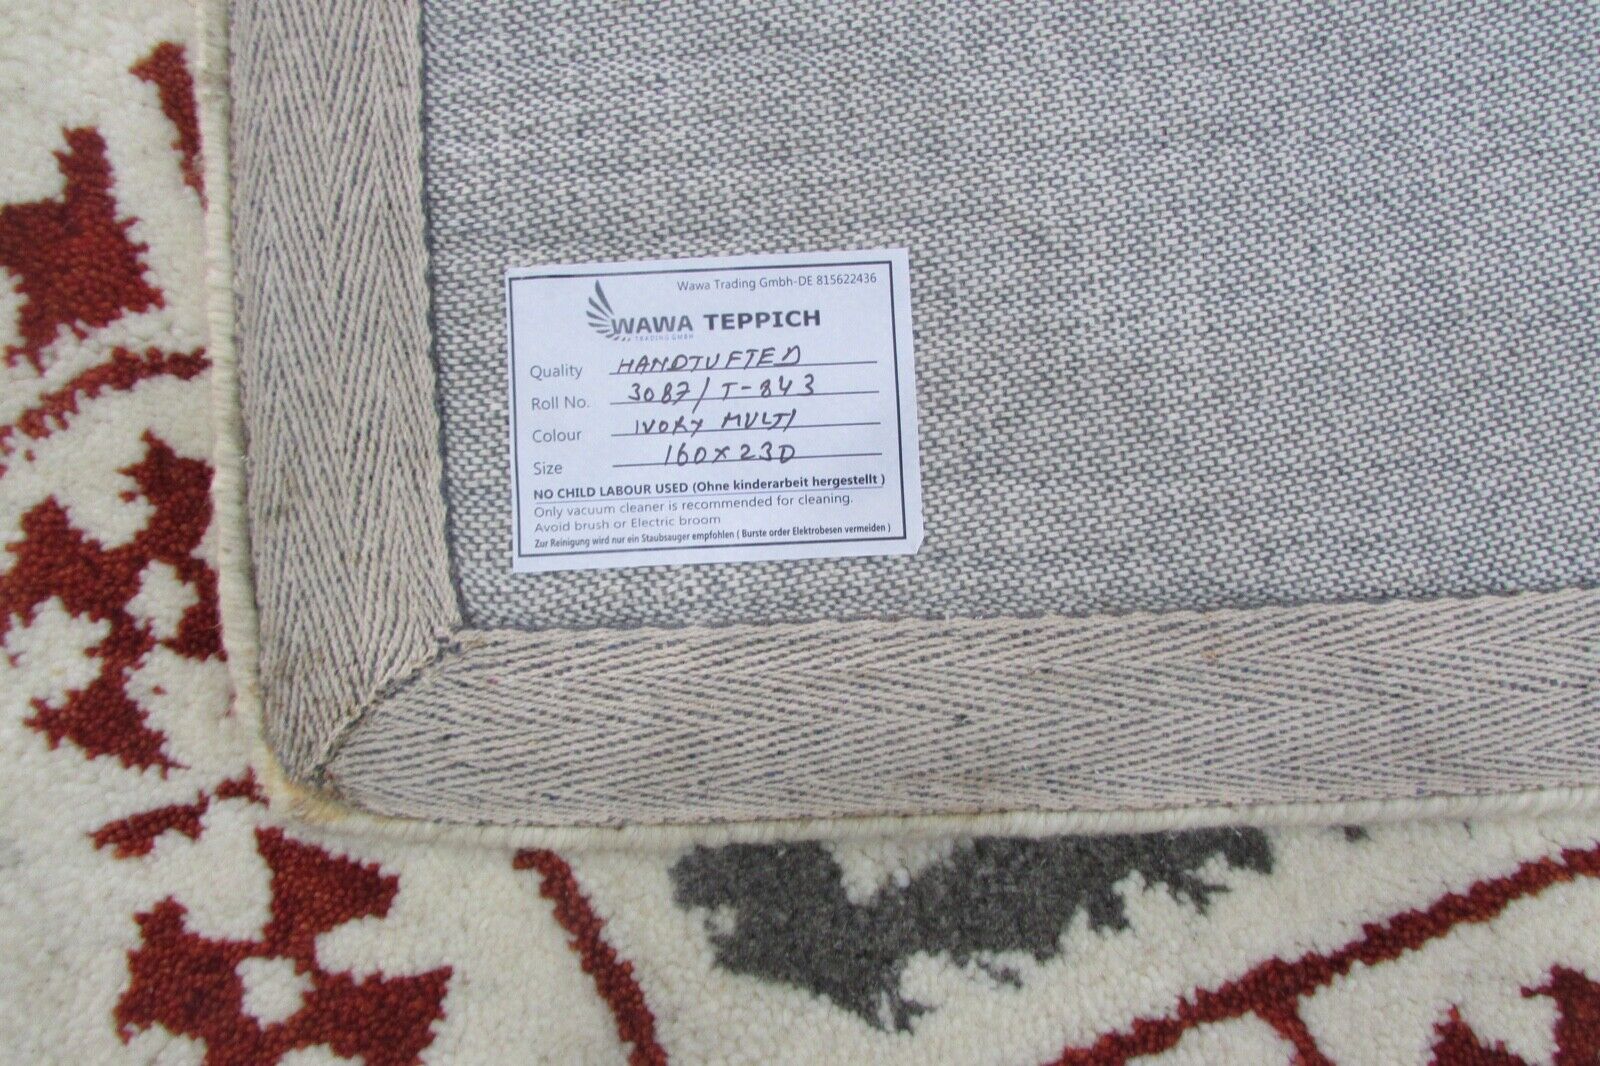 Wawa Trading Gmbh-DE 815622436
WAWA TEPPICH
TRADING GMBH
Quality HANDTUFTED
Roll No. 3087/T-843
Colour IVORY MULTI
Size 160x230
NO CHILD LABOUR USED (Ohne kinderarbeit hergestellt )
Only vacuum cleaner is recommended for cleaning.
Avoid brush or Electric broom
Zur Reinigung wird nur ein Staubsauger empfohlen ( Burste order Elektrobesen vermeiden )